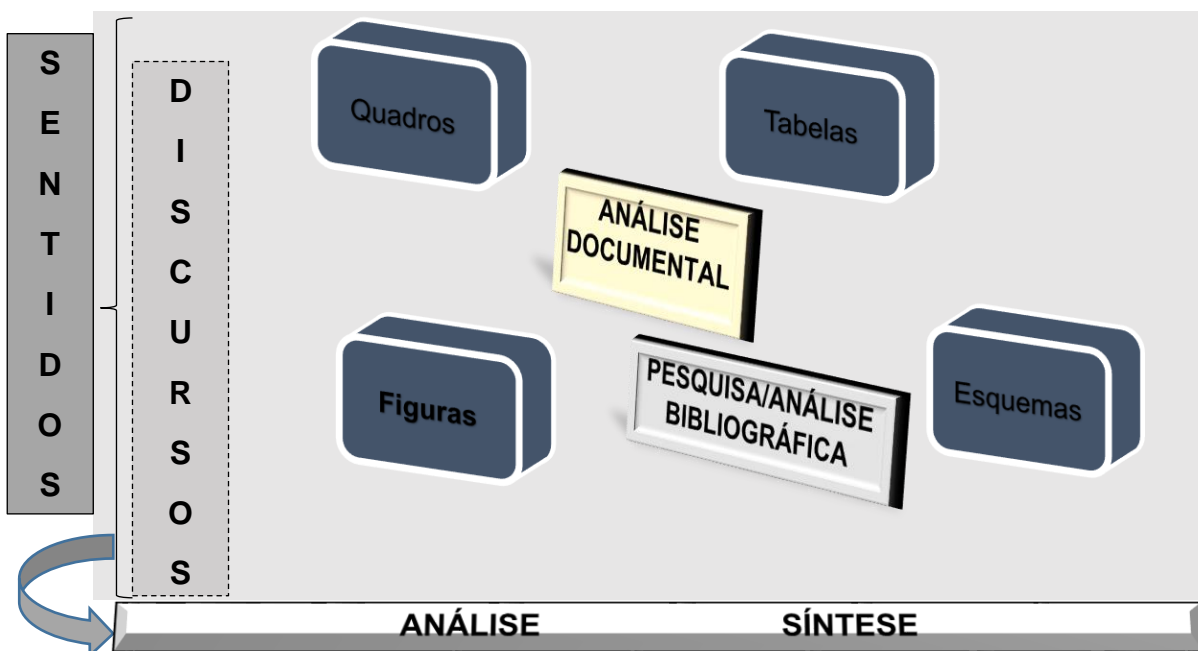 SENTIDOS
DISCURSOS
Quadros
Tabelas
ANÁLISE
DOCUMENTAL
Figuras
PESQUISA/ANÁLISE
BIBLIOGRÁFICA
Esquemas
ANÁLISE SÍNTESE